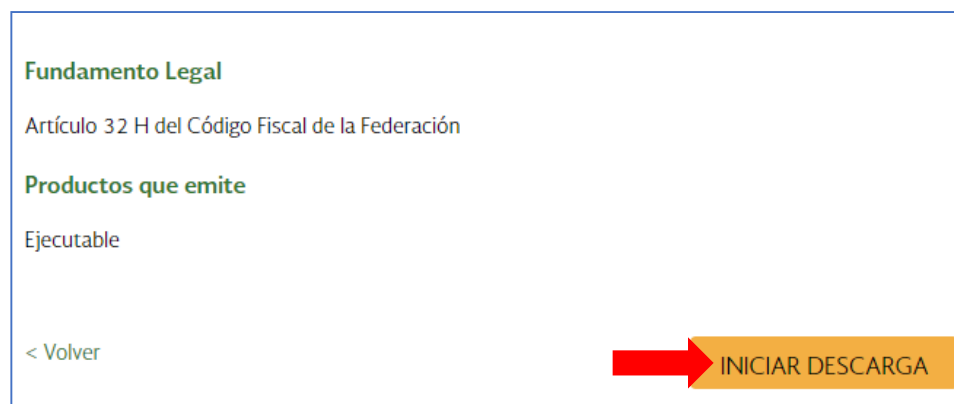 Fundamento Legal
Artículo 32 H del Código Fiscal de la Federación
Productos que emite
Ejecutable
< Volver
INICIAR DESCARGA